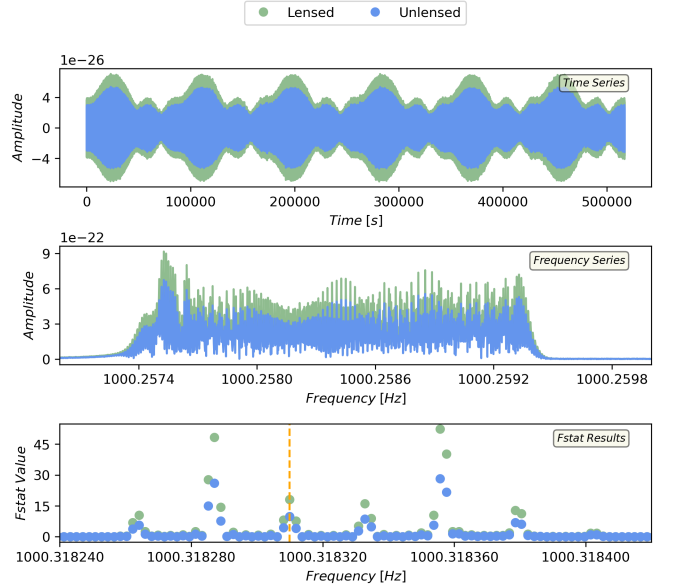 Lensed Unlensed
1e−26
Time Series
4
0
−4
Amplitude
0 100000 200000 300000 400000 500000
Time [s]
1e−22
Frequency Series
9
6
3
0
Amplitude
1000.2574 1000.2580 1000.2586 1000.2592 1000.2598
Frequency [Hz]
Fstat Results
45
30
15
0
Fstat Value
1000.318240 1000.318280 1000.318320 1000.318360 1000.318400
Frequency [Hz]